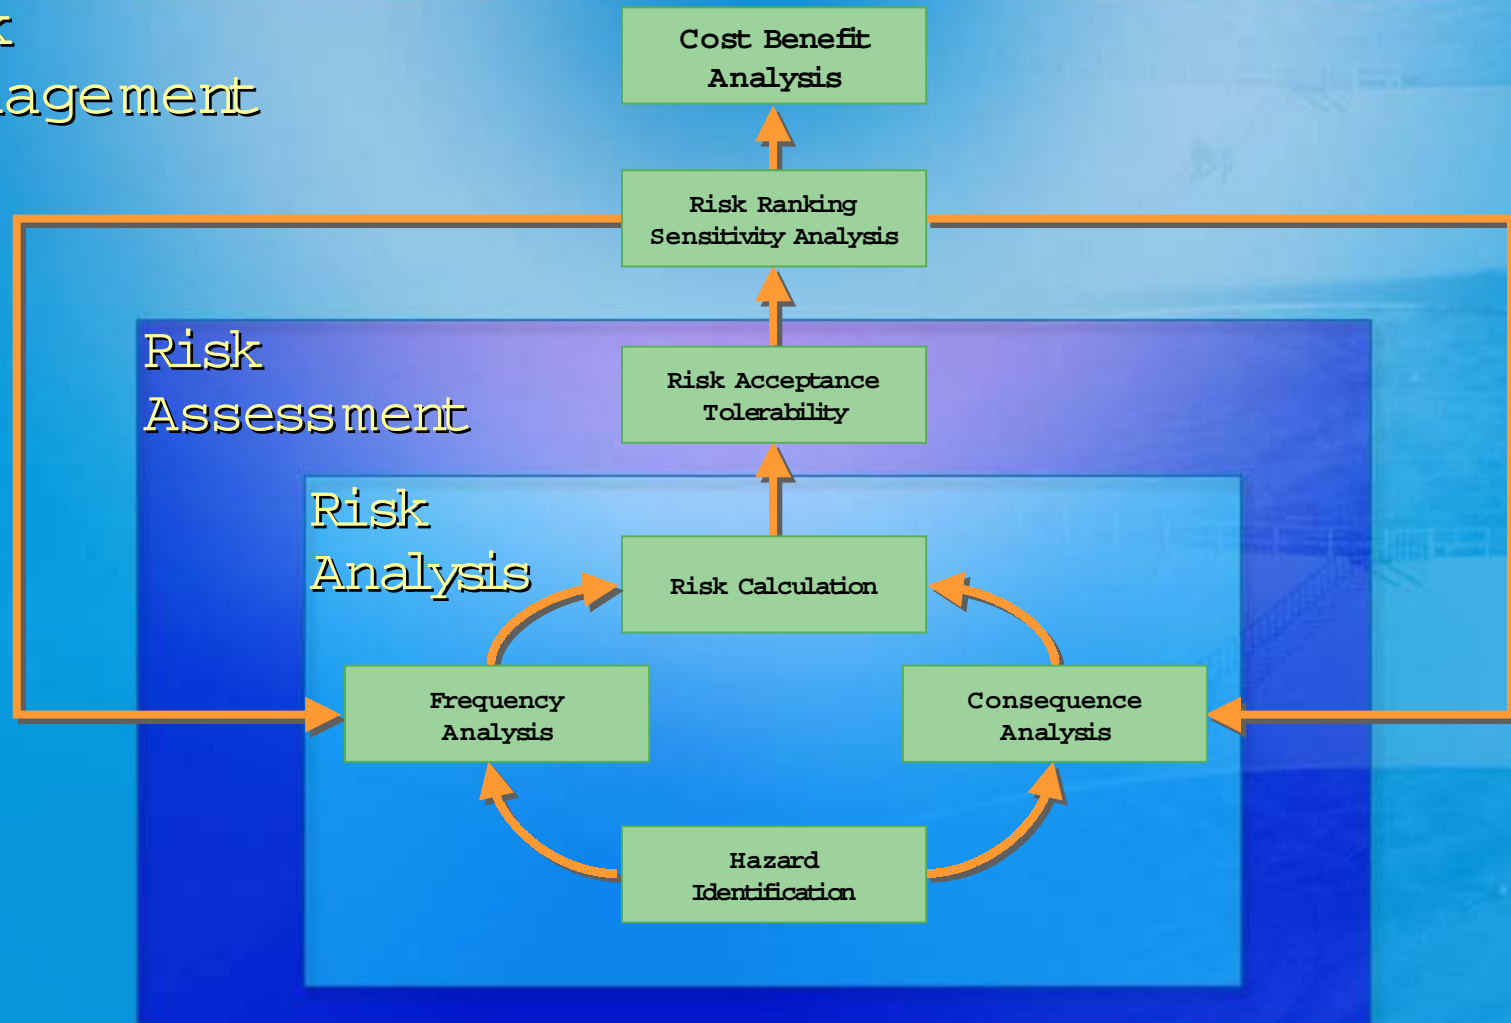 k
agement
Cost Benefit
Analysis
Risk Ranking
Sensitivity Analysis
Risk
Assessment
Risk Acceptance
Tolerability
Risk
Analysis
Risk Calculation
Frequency
Analysis
Consequence
Analysis
Hazard
Identification